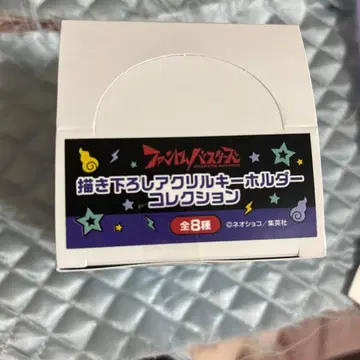 ファントムバスターズ
描き下ろしアクリルキーホルダー
コレクション
全8種
©ネオショコ/集英社